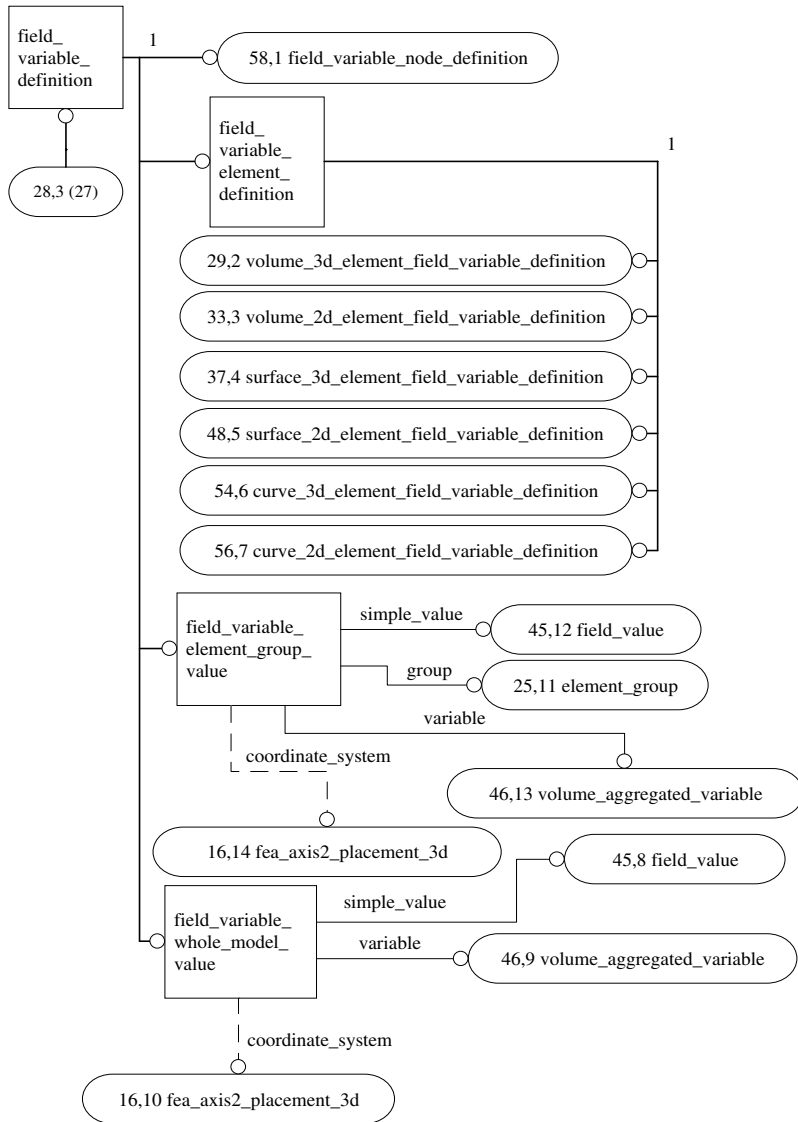 field_
variable_
definition
1
58,1 field_variable_node_definition
28,3 (27)
field_
variable_
element_
definition
1
29,2 volume_3d_element_field_variable_definition
33,3 volume_2d_element_field_variable_definition
37,4 surface_3d_element_field_variable_definition
48,5 surface_2d_element_field_variable_definition
54,6 curve_3d_element_field_variable_definition
56,7 curve_2d_element_field_variable_definition
field_variable_
element_group_
value
simple_value
45,12 field_value
group
25,11 element_group
variable
46,13 volume_aggregated_variable
coordinate_system
16,14 fea_axis2_placement_3d
field_variable_
whole_model_
value
simple_value
45,8 field_value
variable
46,9 volume_aggregated_variable
coordinate_system
16,10 fea_axis2_placement_3d